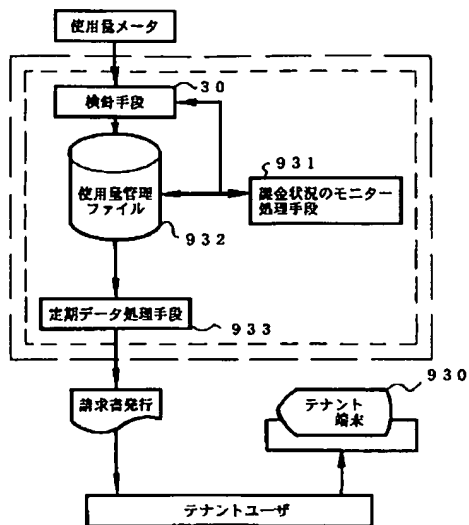 使用量メータ
検針手段
30
使用量管理
ファイル
932
931
課金状況のモニター
処理手段
定期データ処理手段
933
請求者発行
930
テナント
端末
テナントユーザ